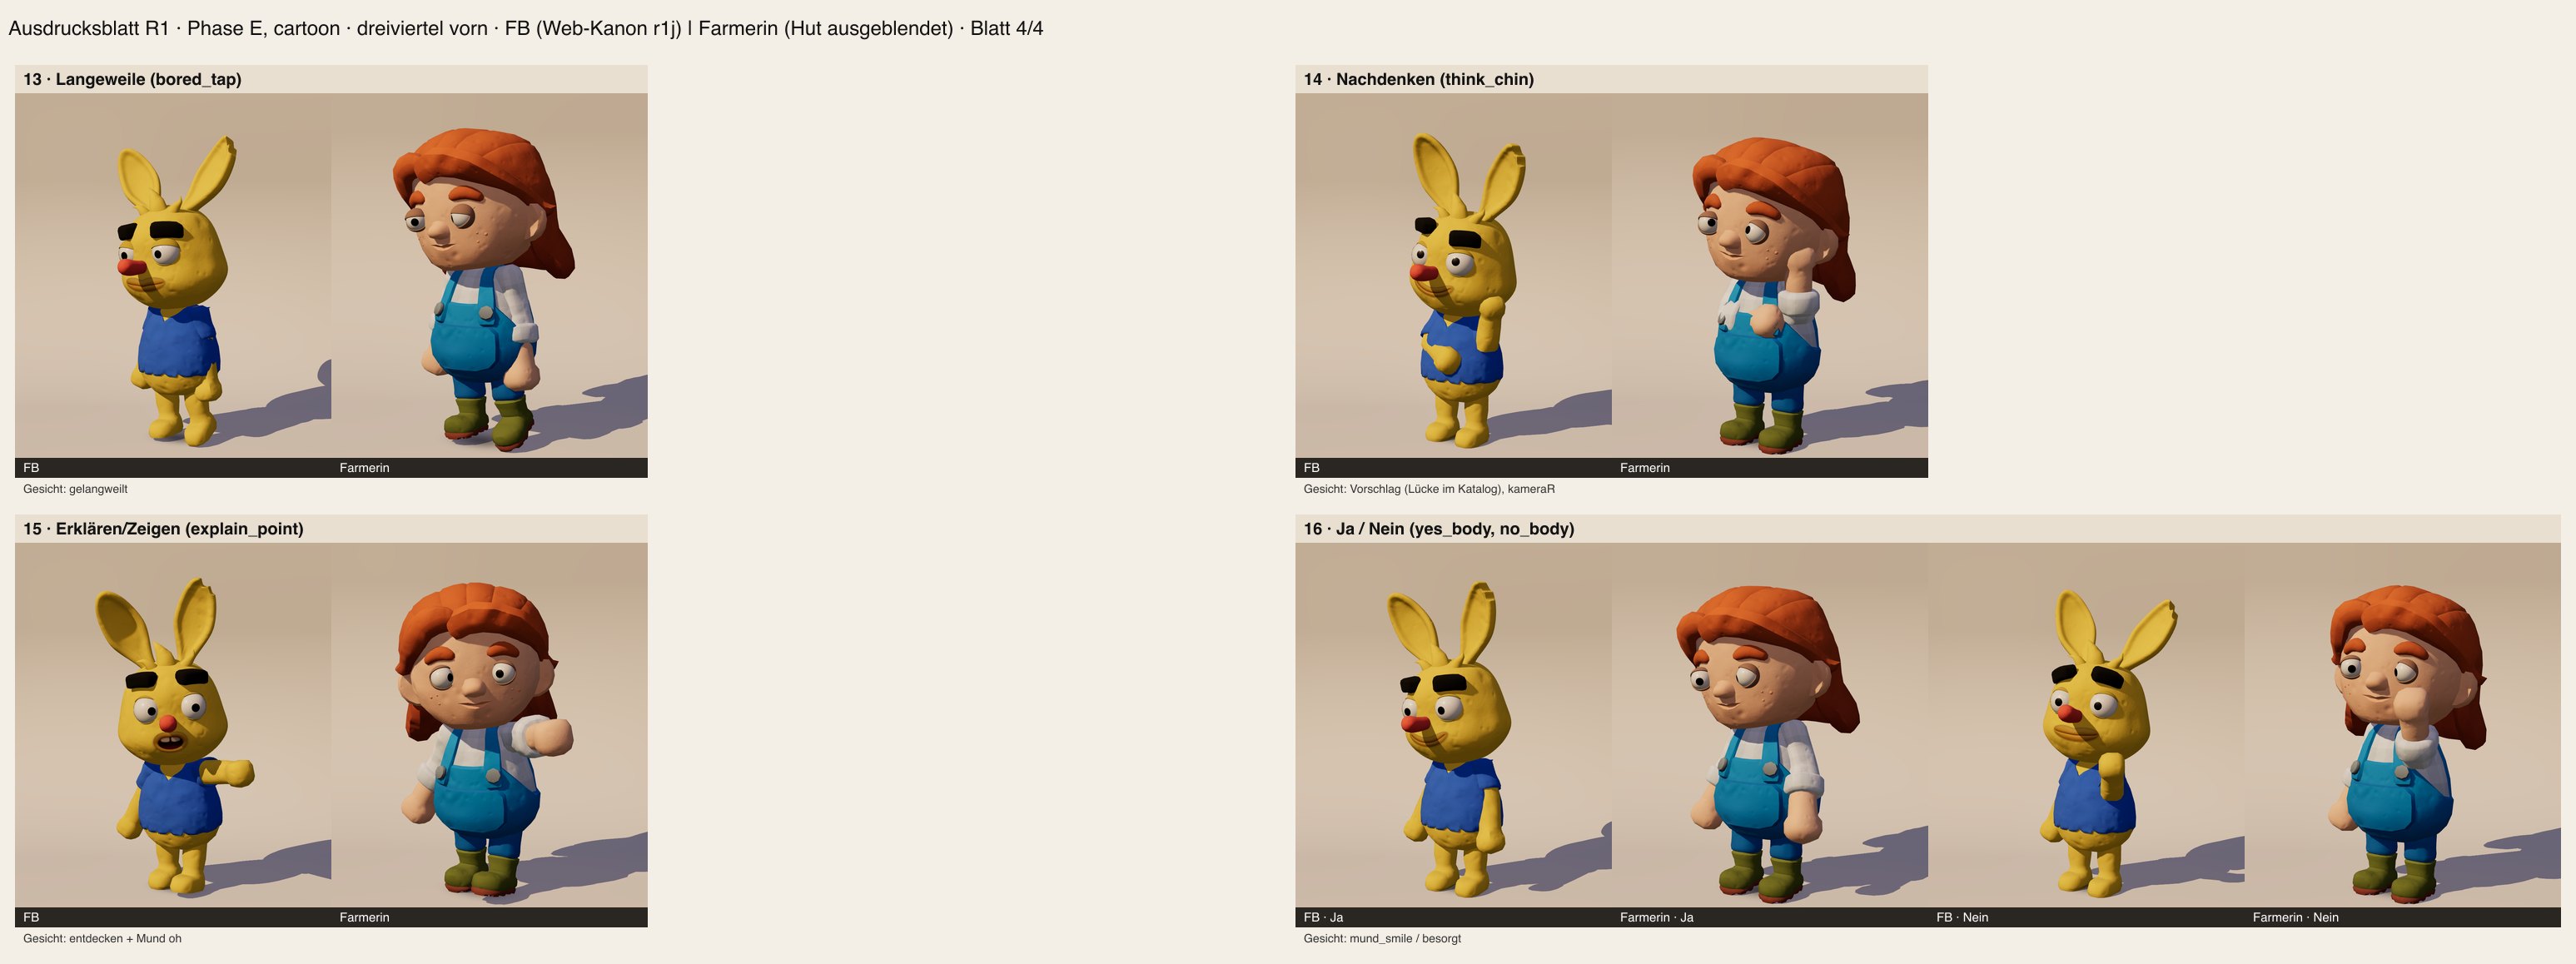 Ausdrucksblatt R1 · Phase E, cartoon · dreiviertel vorn · FB (Web-Kanon r1j) | Farmerin (Hut ausgeblendet) · Blatt 4/4
13 · Langeweile (bored_tap)
FB
Farmerin
Gesicht: gelangweilt
14 · Nachdenken (think_chin)
FB
Farmerin
Gesicht: Vorschlag (Lücke im Katalog), kameraR
15 · Erklären/Zeigen (explain_point)
FB
Farmerin
Gesicht: entdecken + Mund oh
16 · Ja / Nein (yes_body, no_body)
FB · Ja
Farmerin · Ja
FB · Nein
Farmerin · Nein
Gesicht: mund_smile / besorgt